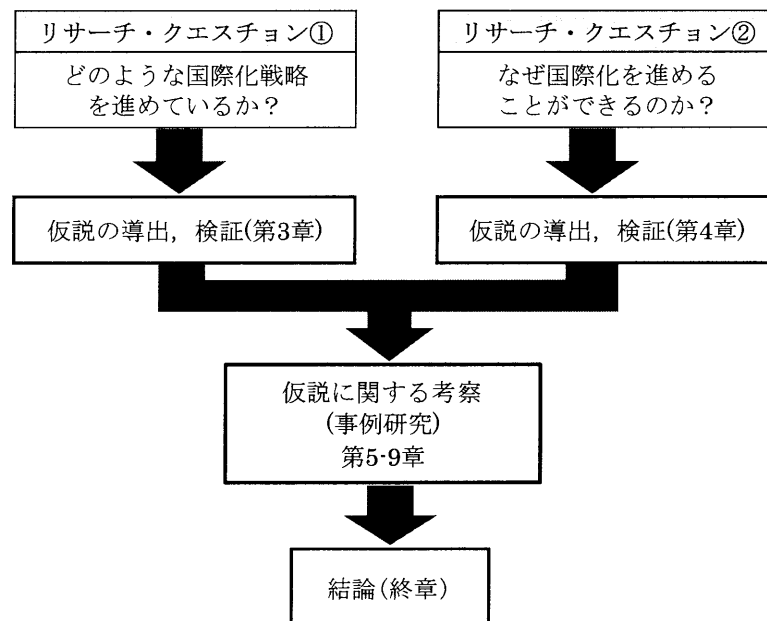 リサーチ・クエスチョン①
どのような国際化戦略
を進めているか？
リサーチ・クエスチョン②
なぜ国際化を進める
ことができるのか？
仮説の導出，検証(第3章)
仮説の導出，検証(第4章)
仮説に関する考察
(事例研究)
第5-9章
結論(終章)